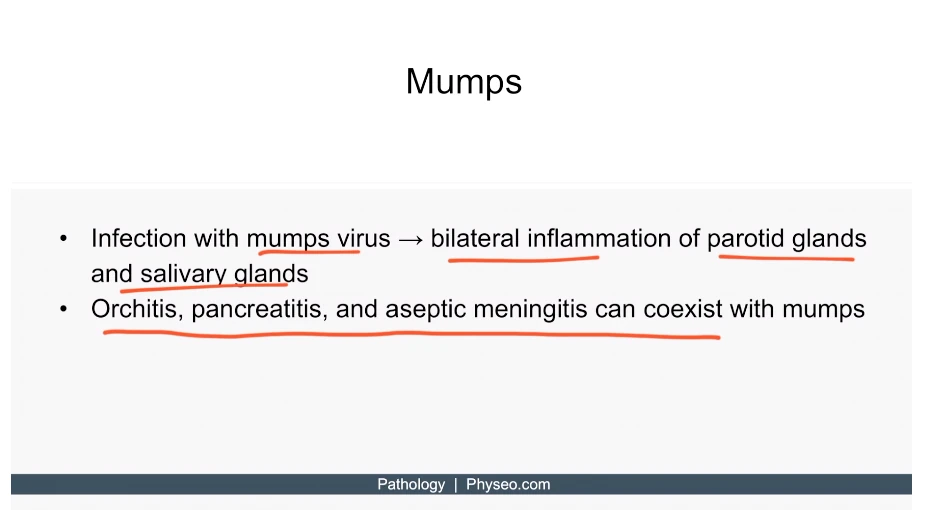 Mumps
• Infection with mumps virus → bilateral inflammation of parotid glands
and salivary glands
• Orchitis, pancreatitis, and aseptic meningitis can coexist with mumps
Pathology | Physeo.com